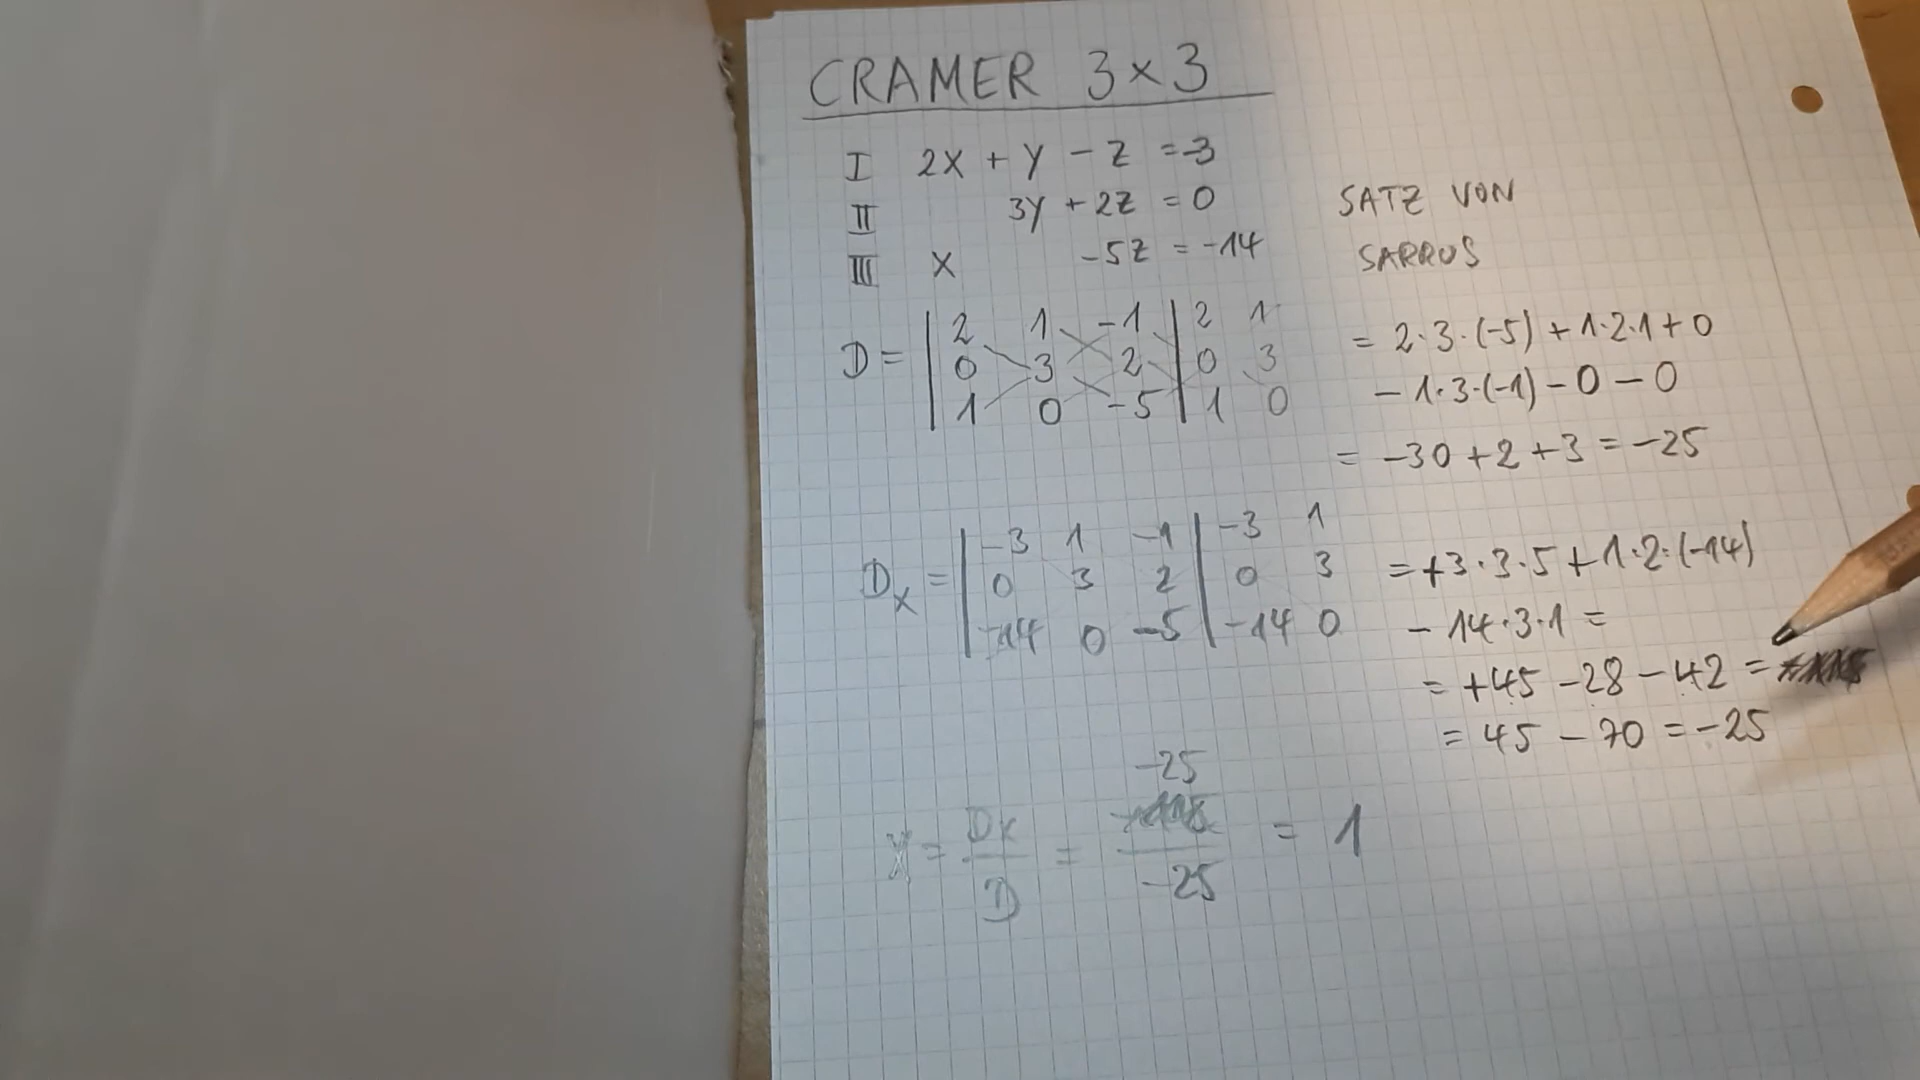 CRAMER 3×3
I 2x + y - z = -3
II 3y + 2z = 0
III x -5z = -14
SATZ VON
SARRUS
D = | 2 1 -1 | 2 1
0 3 2 | 0 3
1 0 -5 | 1 0
= 2·3·(-5) + 1·2·1 + 0
- 1·3·(-1) - 0 - 0
= -30 + 2 + 3 = -25
Dx = | -3 1 -1 | -3 1
0 3 2 | 0 3
-14 0 -5 | -14 0
= +3·3·5 + 1·2·(-14)
- 14·3·1 =
= +45 - 28 - 42 =
= 45 - 70 = -25
x = Dx/D = -25/-25 = 1